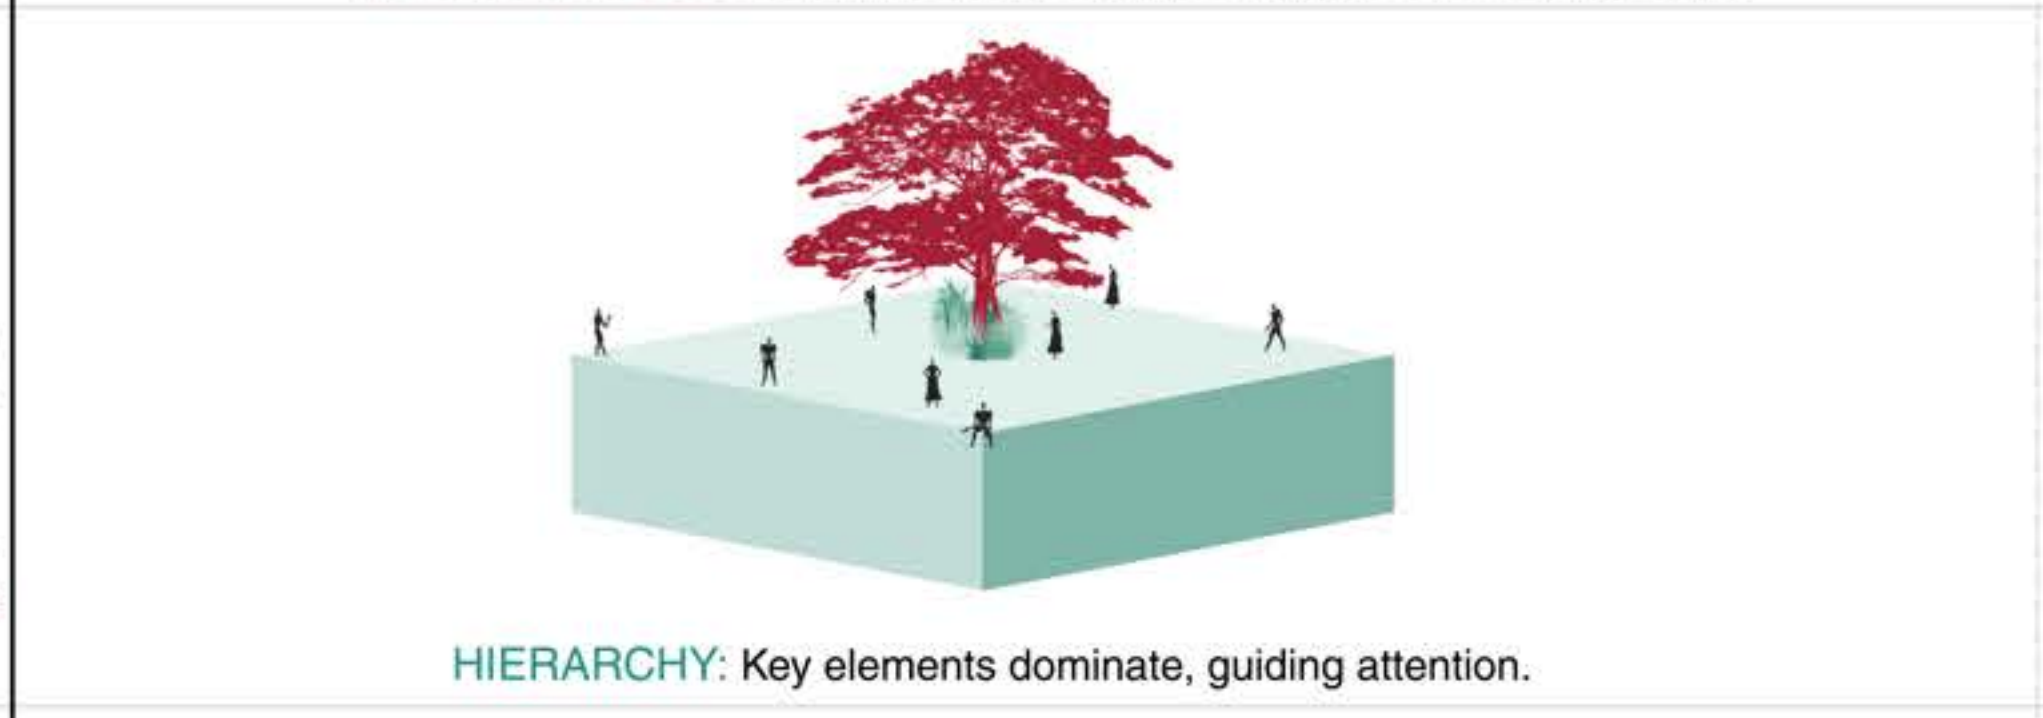 HIERARCHY: Key elements dominate, guiding attention.